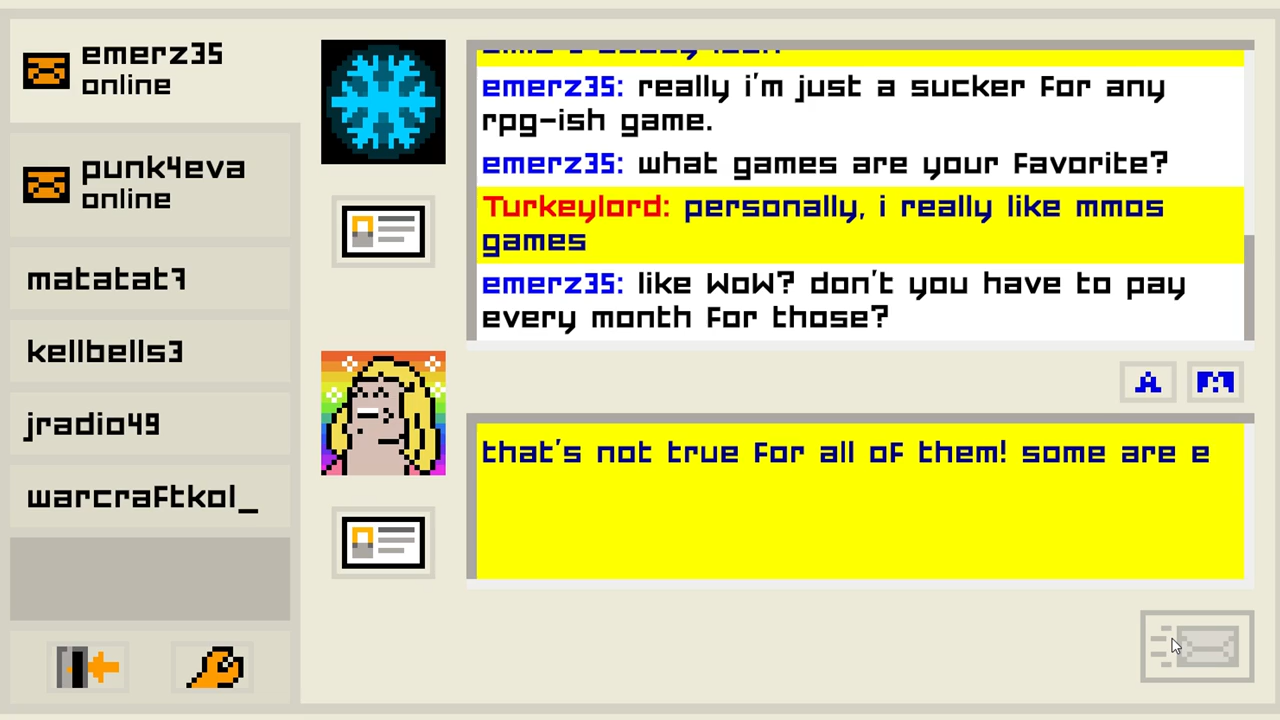 emerz35
online
punk4eva
online
matatat7
kellbells3
jradio49
warcraftkol_
emerz35: really i'm just a sucker for any
rpg-ish game.
emerz35: what games are your favorite?
Turkeylord: personally, i really like mmos
games
emerz35: like WoW? don't you have to pay
every month for those?
A
that's not true for all of them! some are e